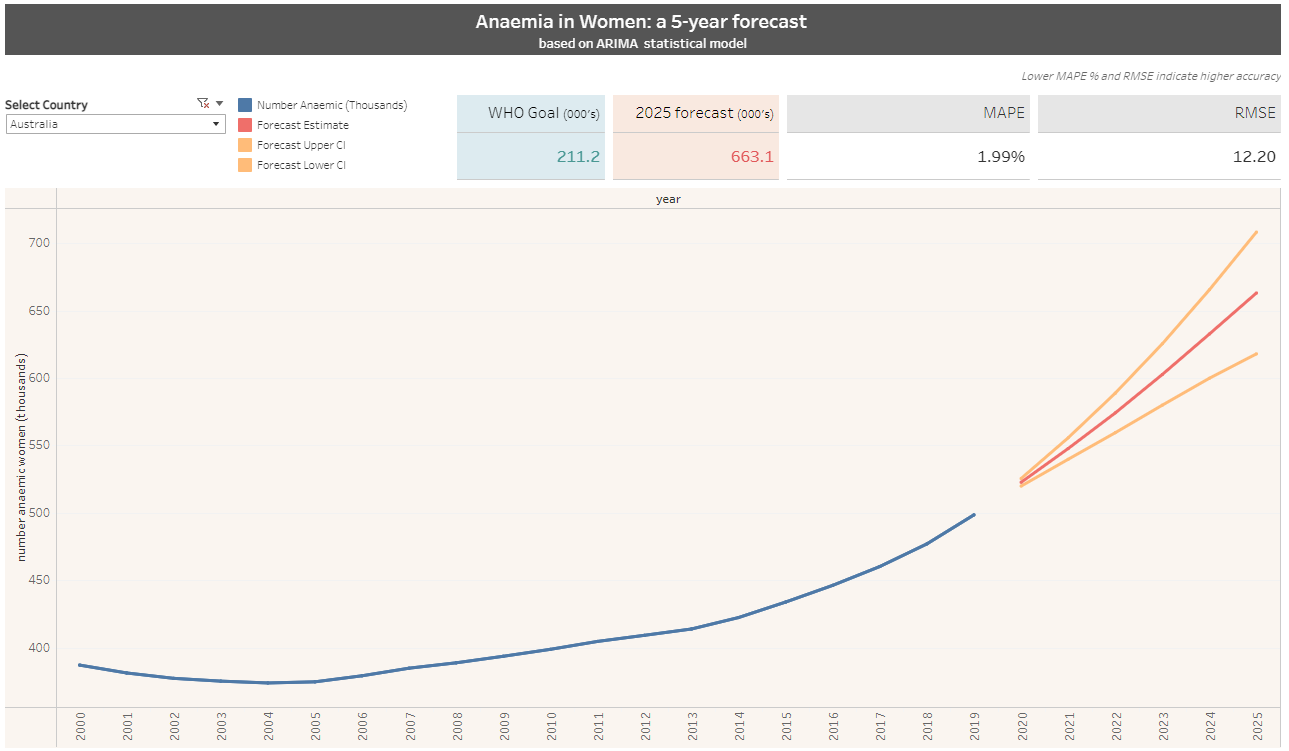 Anaemia in Women: a 5-year forecast
based on ARIMA statistical model
Lower MAPE % and RMSE indicate higher accuracy
Select Country
Australia
Number Anaemic (Thousands)
Forecast Estimate
Forecast Upper CI
Forecast Lower CI
WHO Goal (000's)
211.2
2025 forecast (000's)
663.1
MAPE
1.99%
RMSE
12.20
year
number anaemic women (thousands)
700
650
600
550
500
450
400
2000
2001
2002
2003
2004
2005
2006
2007
2008
2009
2010
2011
2012
2013
2014
2015
2016
2017
2018
2019
2020
2021
2022
2023
2024
2025